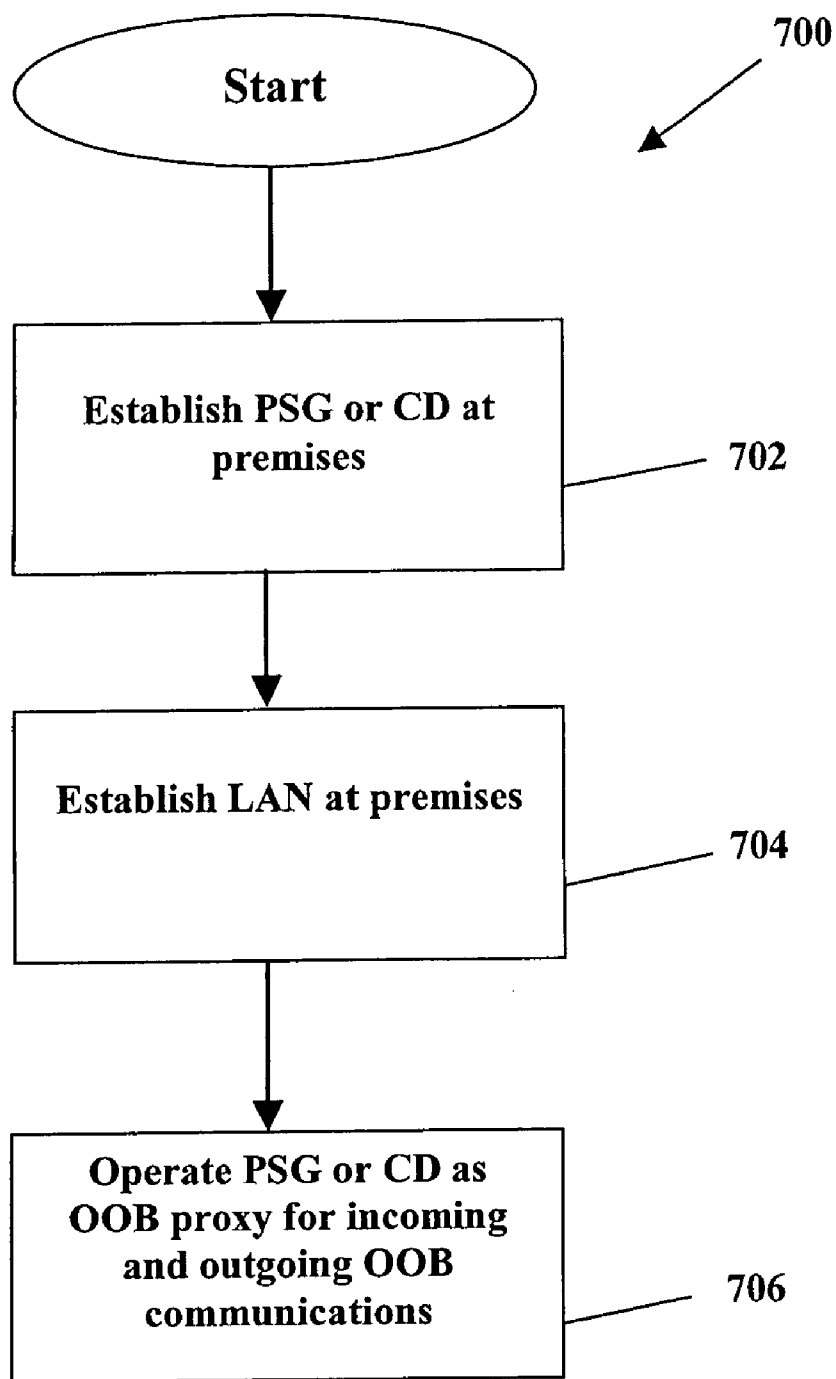 700
Start
Establish PSG or CD at
premises
702
Establish LAN at premises
704
Operate PSG or CD as
OOB proxy for incoming
and outgoing OOB
communications
706